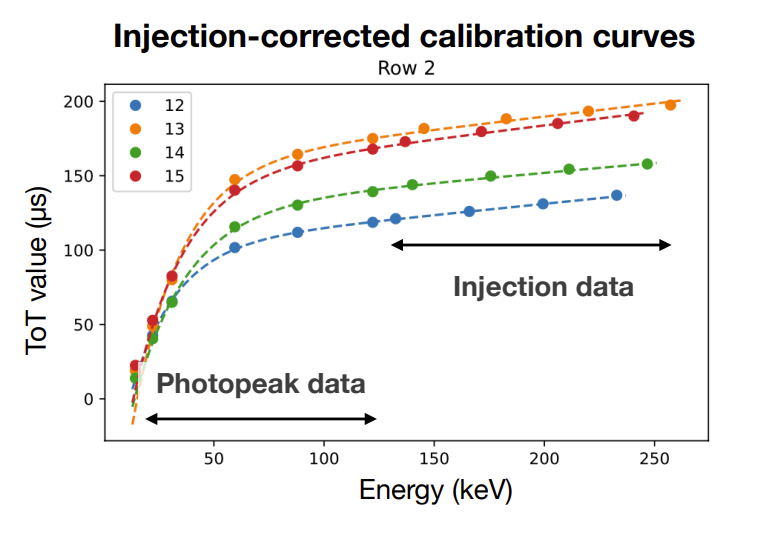 Injection-corrected calibration curves
Row 2
12
13
14
15
200
150
100
50
0
ToT value (μs)
Injection data
Photopeak data
50 100 150 200 250
Energy (keV)